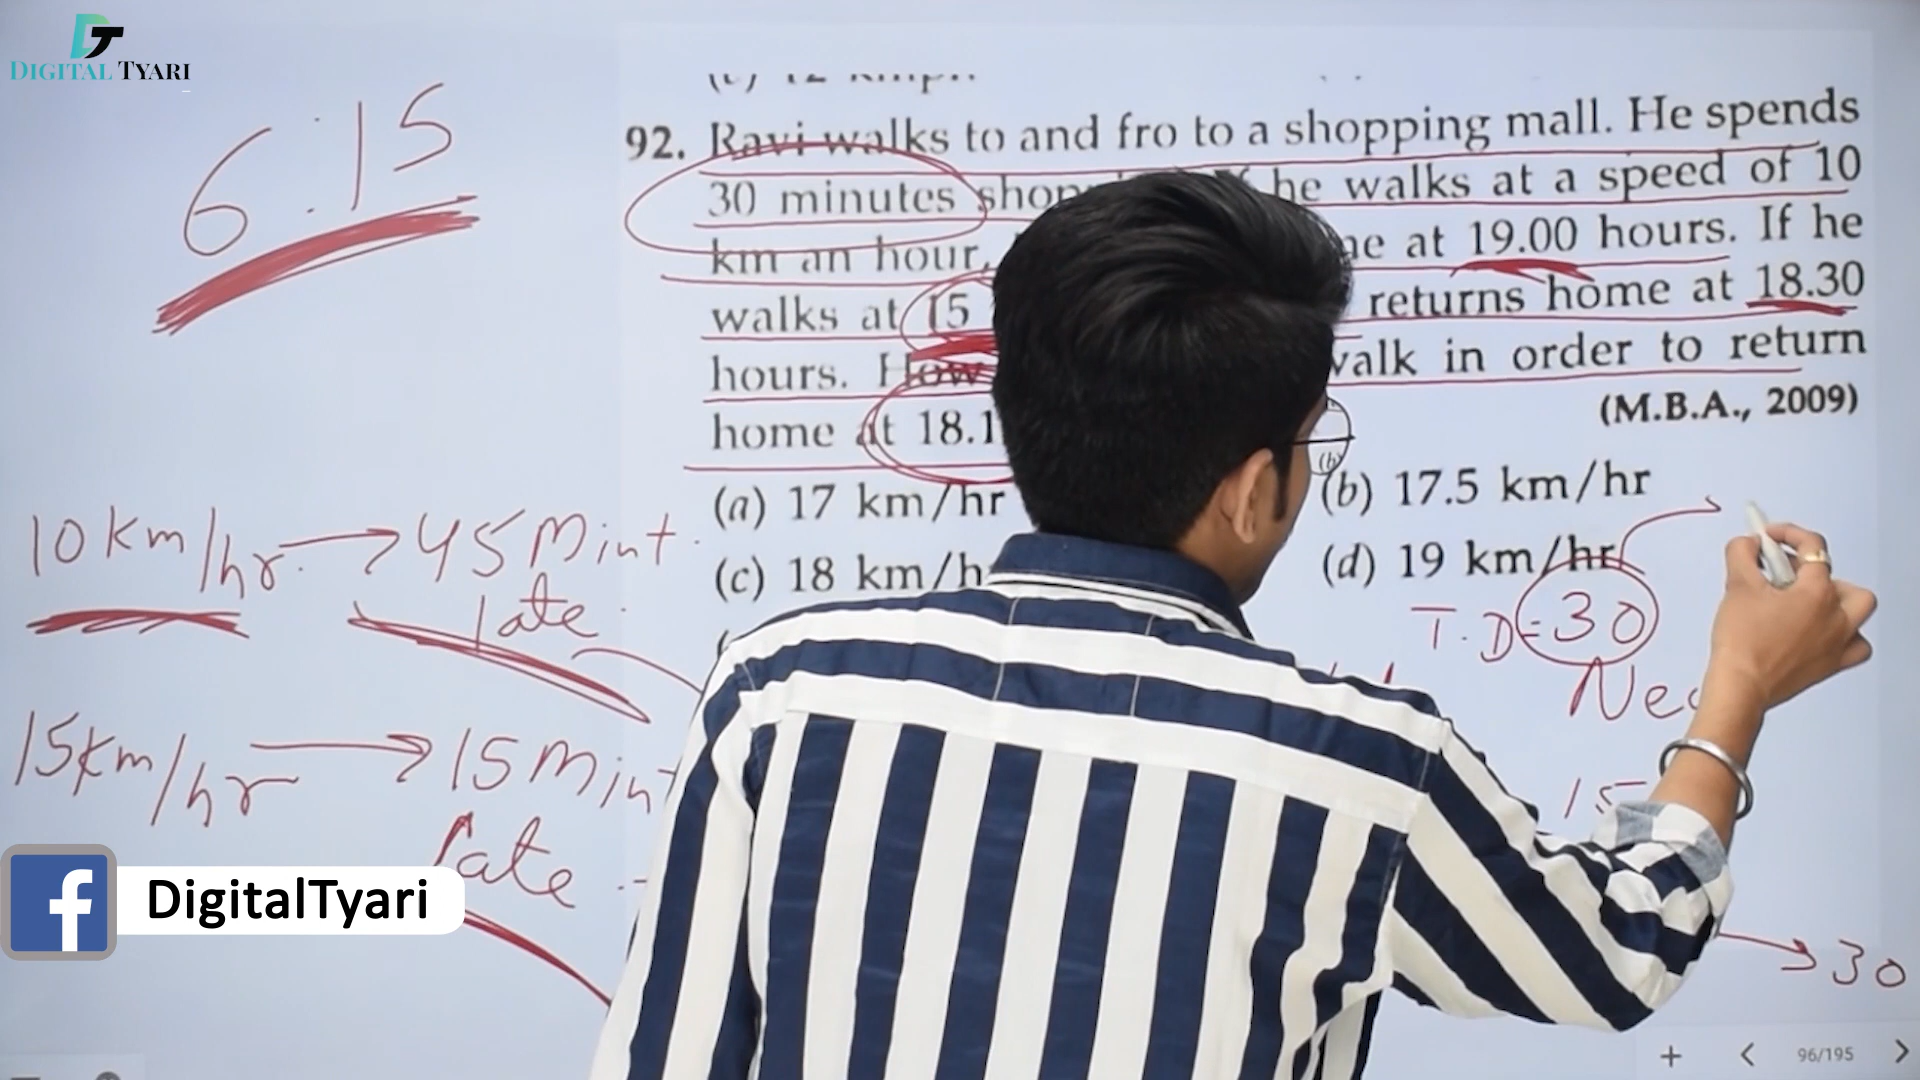 DT
DIGITAL TYARI
6:15
92. Ravi walks to and fro to a shopping mall. He spends
30 minutes he walks at a speed of 10
km an hour, at 19.00 hours. If he
walks at 15 returns home at 18.30
hours. How walk in order to return
home at 18.1
(M.B.A., 2009)
(a) 17 km/hr (b) 17.5 km/hr
(c) 18 km/h (d) 19 km/hr
10 km/hr. → 45 Mint.
late
T.D = 30
15 km/hr → 15 Mint
late
15
30
f DigitalTyari
96/195